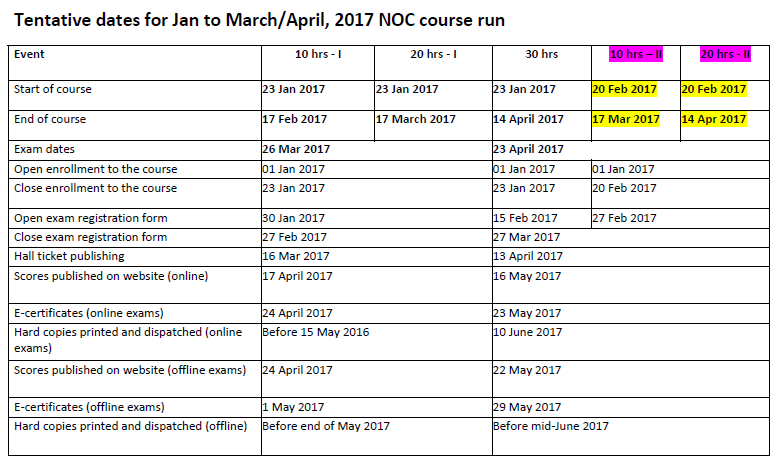 Tentative dates for Jan to March/April, 2017 NOC course run
Event 10 hrs - I 20 hrs - I 30 hrs 10 hrs – II 20 hrs - II
Start of course 23 Jan 2017 23 Jan 2017 23 Jan 2017 20 Feb 2017 20 Feb 2017
End of course 17 Feb 2017 17 March 2017 14 April 2017 17 Mar 2017 14 Apr 2017
Exam dates 26 Mar 2017 23 April 2017
Open enrollment to the course 01 Jan 2017 01 Jan 2017 01 Jan 2017
Close enrollment to the course 23 Jan 2017 23 Jan 2017 20 Feb 2017
Open exam registration form 30 Jan 2017 15 Feb 2017 27 Feb 2017
Close exam registration form 27 Feb 2017 27 Mar 2017
Hall ticket publishing 16 Mar 2017 13 April 2017
Scores published on website (online) 17 April 2017 16 May 2017
E-certificates (online exams) 24 April 2017 23 May 2017
Hard copies printed and dispatched (online Before 15 May 2016 10 June 2017
exams)
Scores published on website (offline exams) 24 April 2017 22 May 2017
E-certificates (offline exams) 1 May 2017 29 May 2017
Hard copies printed and dispatched (offline) Before end of May 2017 Before mid-June 2017